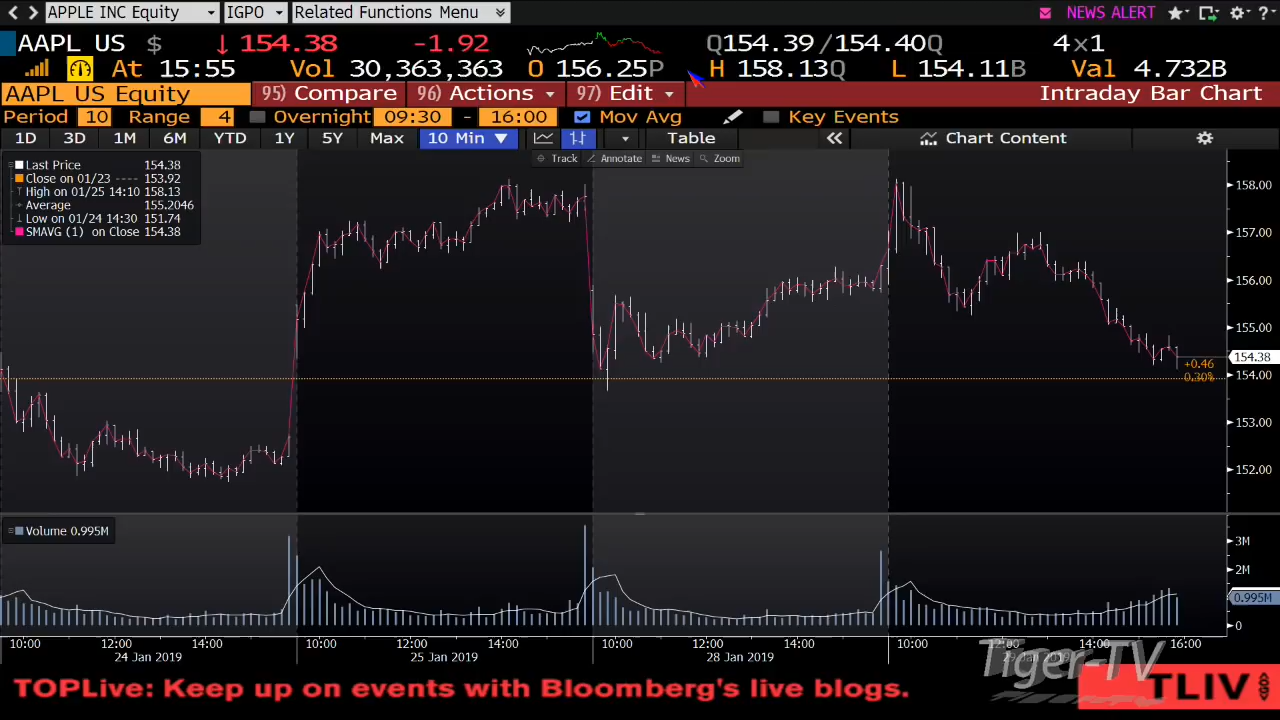 APPLE INC Equity IGPO Related Functions Menu NEWS ALERT
AAPL US $ ↓154.38 -1.92 Q154.39/154.40Q 4×1
At 15:55 Vol 30,363,363 O 156.25P H 158.13Q L 154.11B Val 4.732B
AAPL US Equity 95) Compare 96) Actions 97) Edit Intraday Bar Chart
Period 10 Range 4 Overnight 09:30 - 16:00 Mov Avg Key Events
1D 3D 1M 6M YTD 1Y 5Y Max 10 Min ▼ Table « Chart Content
Track Annotate News Zoom
Last Price 154.38
Close on 01/23 ---- 153.92
High on 01/25 14:10 158.13
Average 155.2046
Low on 01/24 14:30 151.74
SMAVG (1) on Close 154.38
158.00
157.00
156.00
155.00
154.38
+0.46
0.30%
154.00
153.00
152.00
Volume 0.995M
3M
2M
0.995M
0
10:00 12:00 14:00 10:00 12:00 14:00 10:00 12:00 14:00 10:00 12:00 14:00 16:00
24 Jan 2019 25 Jan 2019 28 Jan 2019 29 Jan 2019
Tiger-TV
TOPLive: Keep up on events with Bloomberg's live blogs. TLIV